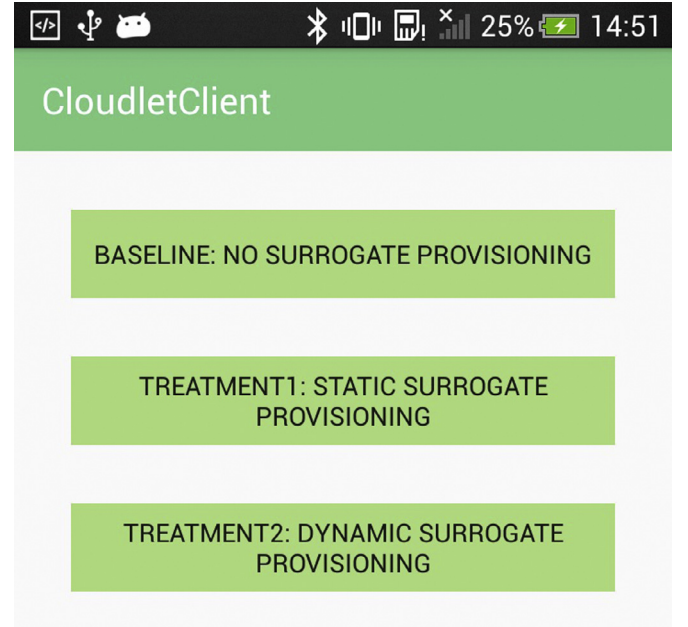 25% 14:51
CloudletClient
BASELINE: NO SURROGATE PROVISIONING
TREATMENT1: STATIC SURROGATE
PROVISIONING
TREATMENT2: DYNAMIC SURROGATE
PROVISIONING